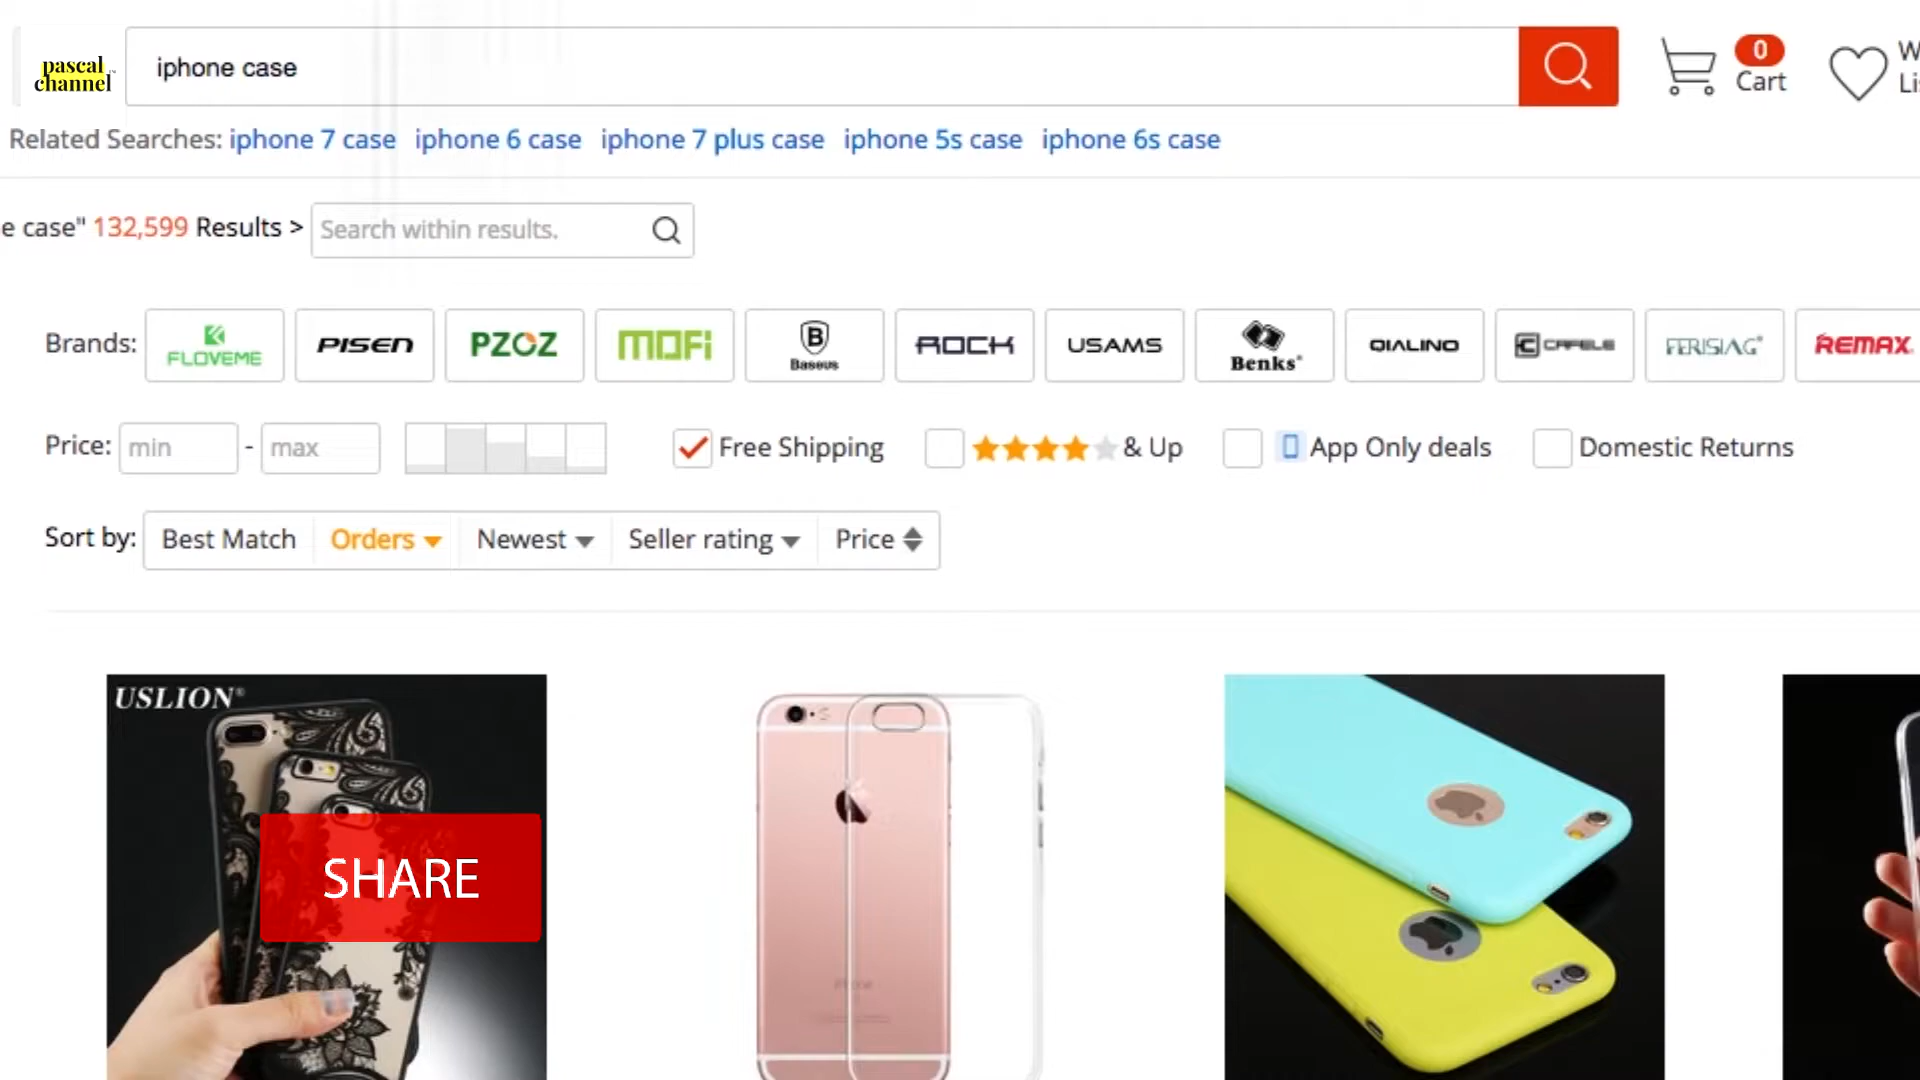 pascal
channel
iphone case
0
Cart
Related Searches: iphone 7 case iphone 6 case iphone 7 plus case iphone 5s case iphone 6s case
e case" 132,599 Results > Search within results.
Brands: FLOVEME PISEN PZOZ MOFi Baseus ROCK USAMS Benks® QIALINO CAFELE FERISING® REMAX
Price: min - max Free Shipping & Up App Only deals Domestic Returns
Sort by: Best Match Orders Newest Seller rating Price
USLION®
SHARE